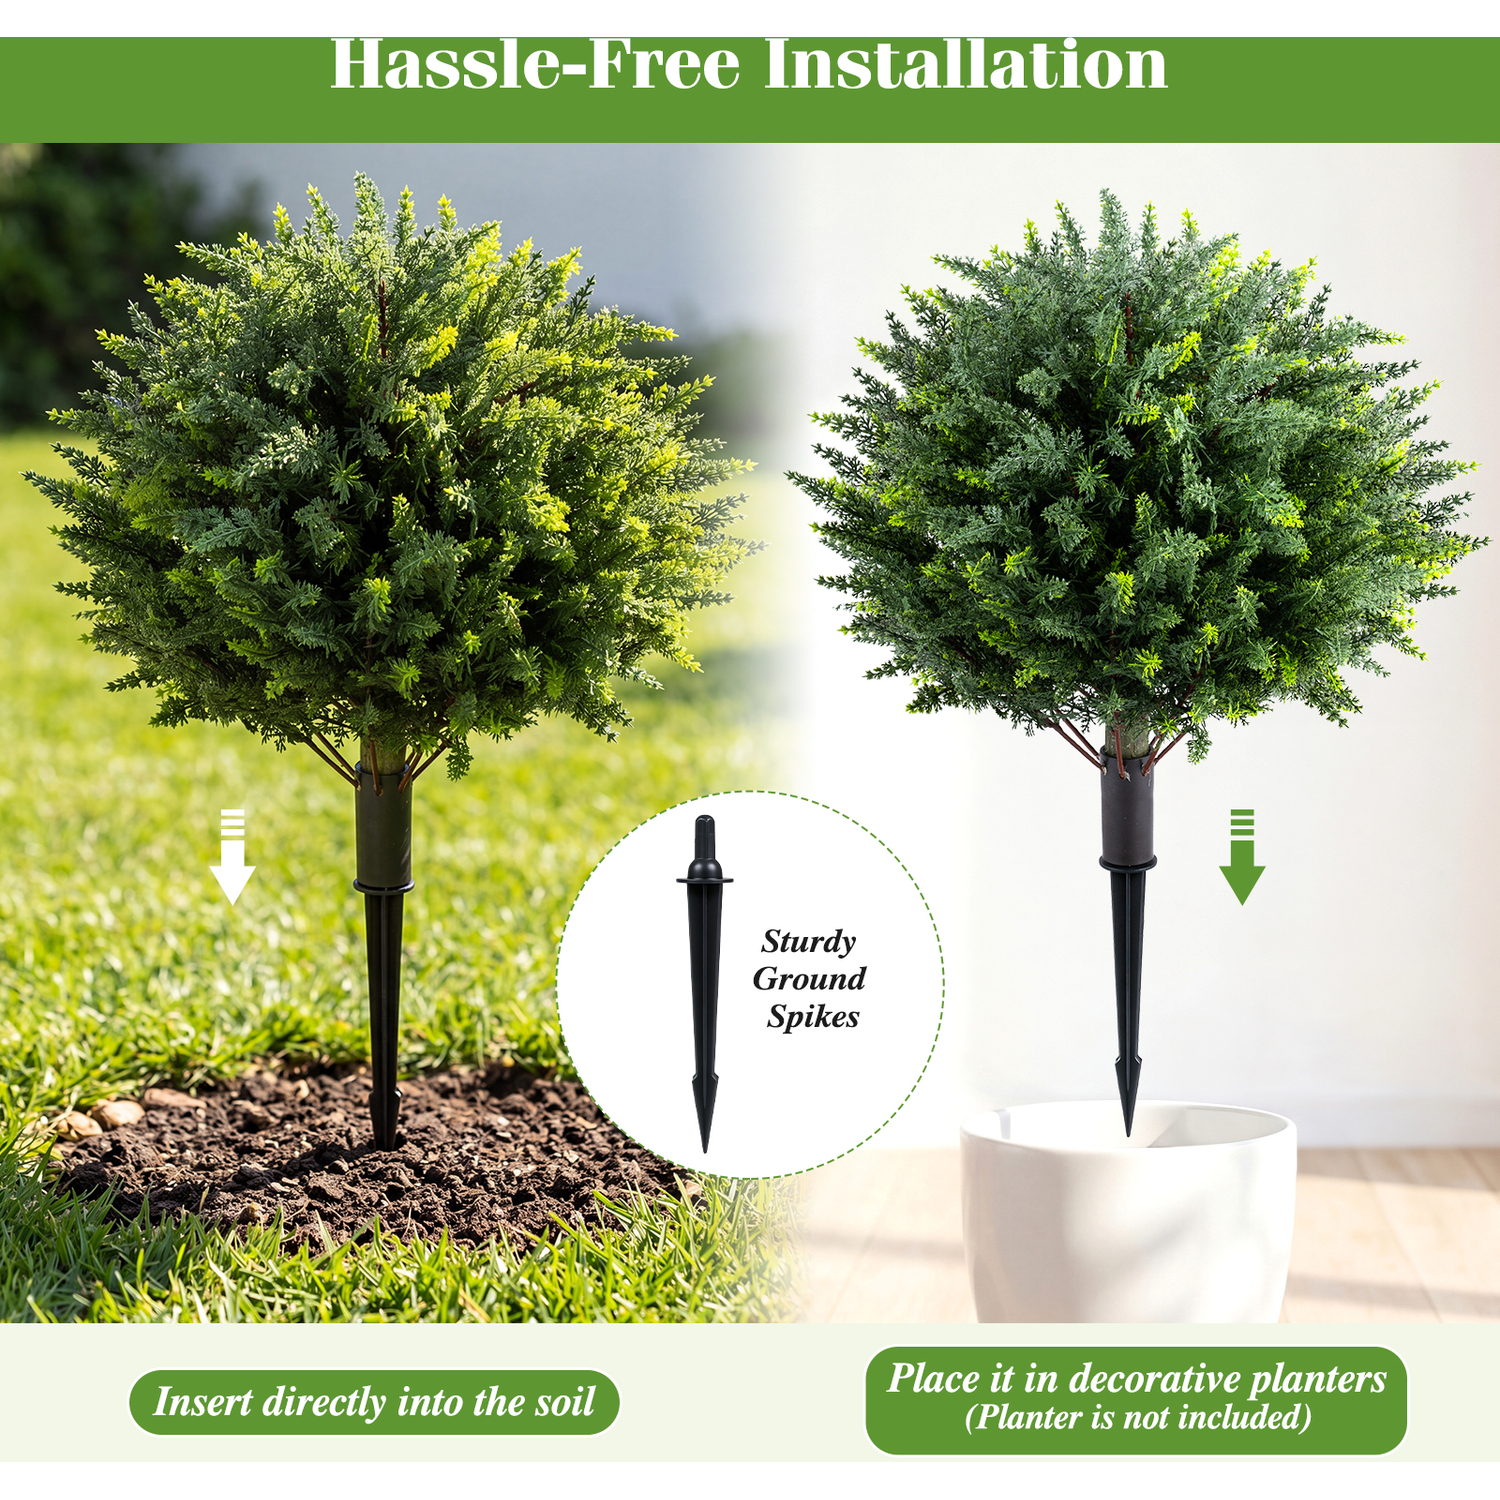 Hassle-Free Installation
Sturdy
Ground
Spikes
Insert directly into the soil
Place it in decorative planters
(Planter is not included)